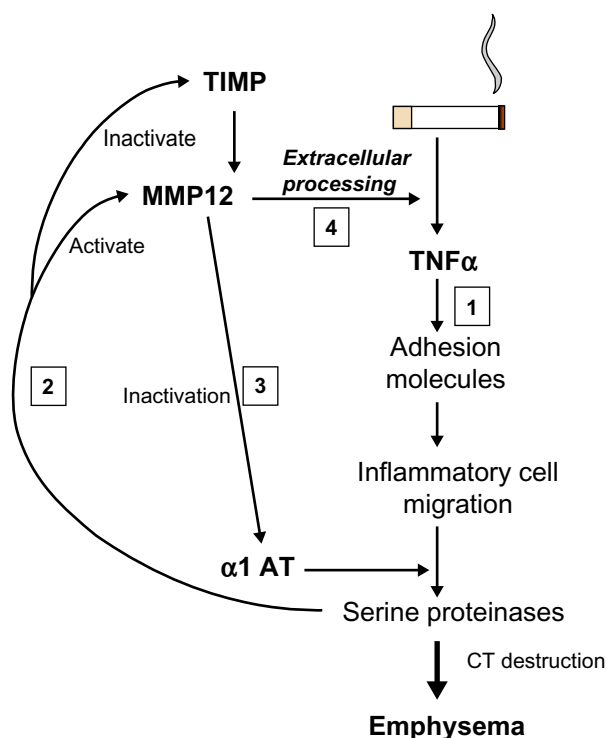 TIMP
Inactivate
Extracellular
processing
MMP12
4
Activate
TNFα
1
Adhesion
molecules
2
Inactivation
3
Inflammatory cell
migration
α1 AT
Serine proteinases
CT destruction
Emphysema